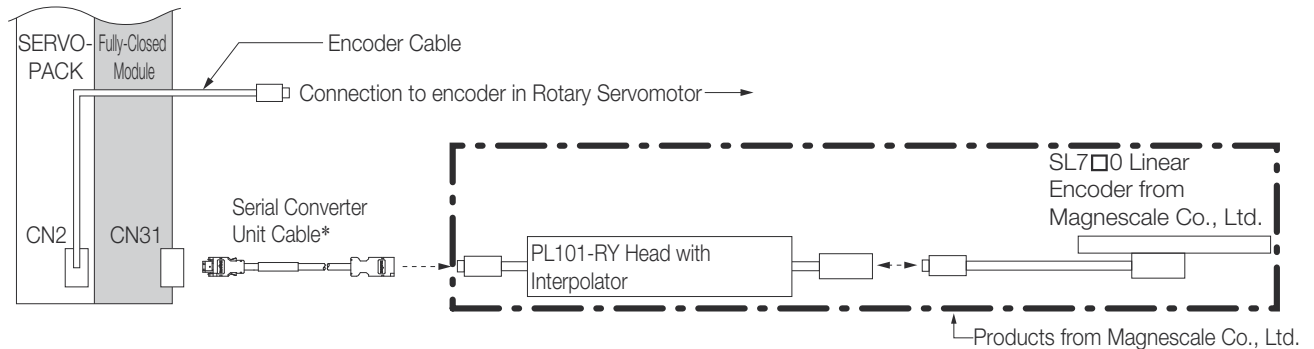 SERVO-
PACK
Fully-Closed
Module
Encoder Cable
Connection to encoder in Rotary Servomotor
CN2
CN31
Serial Converter
Unit Cable*
PL101-RY Head with
Interpolator
SL7□0 Linear
Encoder from
Magnescale Co., Ltd.
Products from Magnescale Co., Ltd.